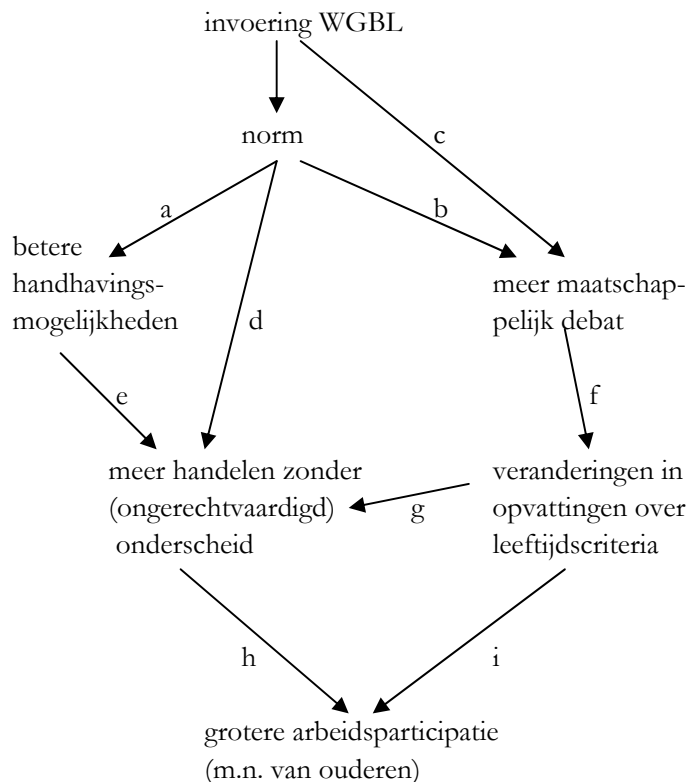 invoering WGBL
norm
c
a
b
betere
handhavings-
mogelijkheden
meer maatschap-
pelijk debat
d
e
f
meer handelen zonder
(ongerechtvaardigd)
onderscheid
veranderingen in
opvattingen over
leeftijdscriteria
g
h
i
grotere arbeidsparticipatie
(m.n. van ouderen)